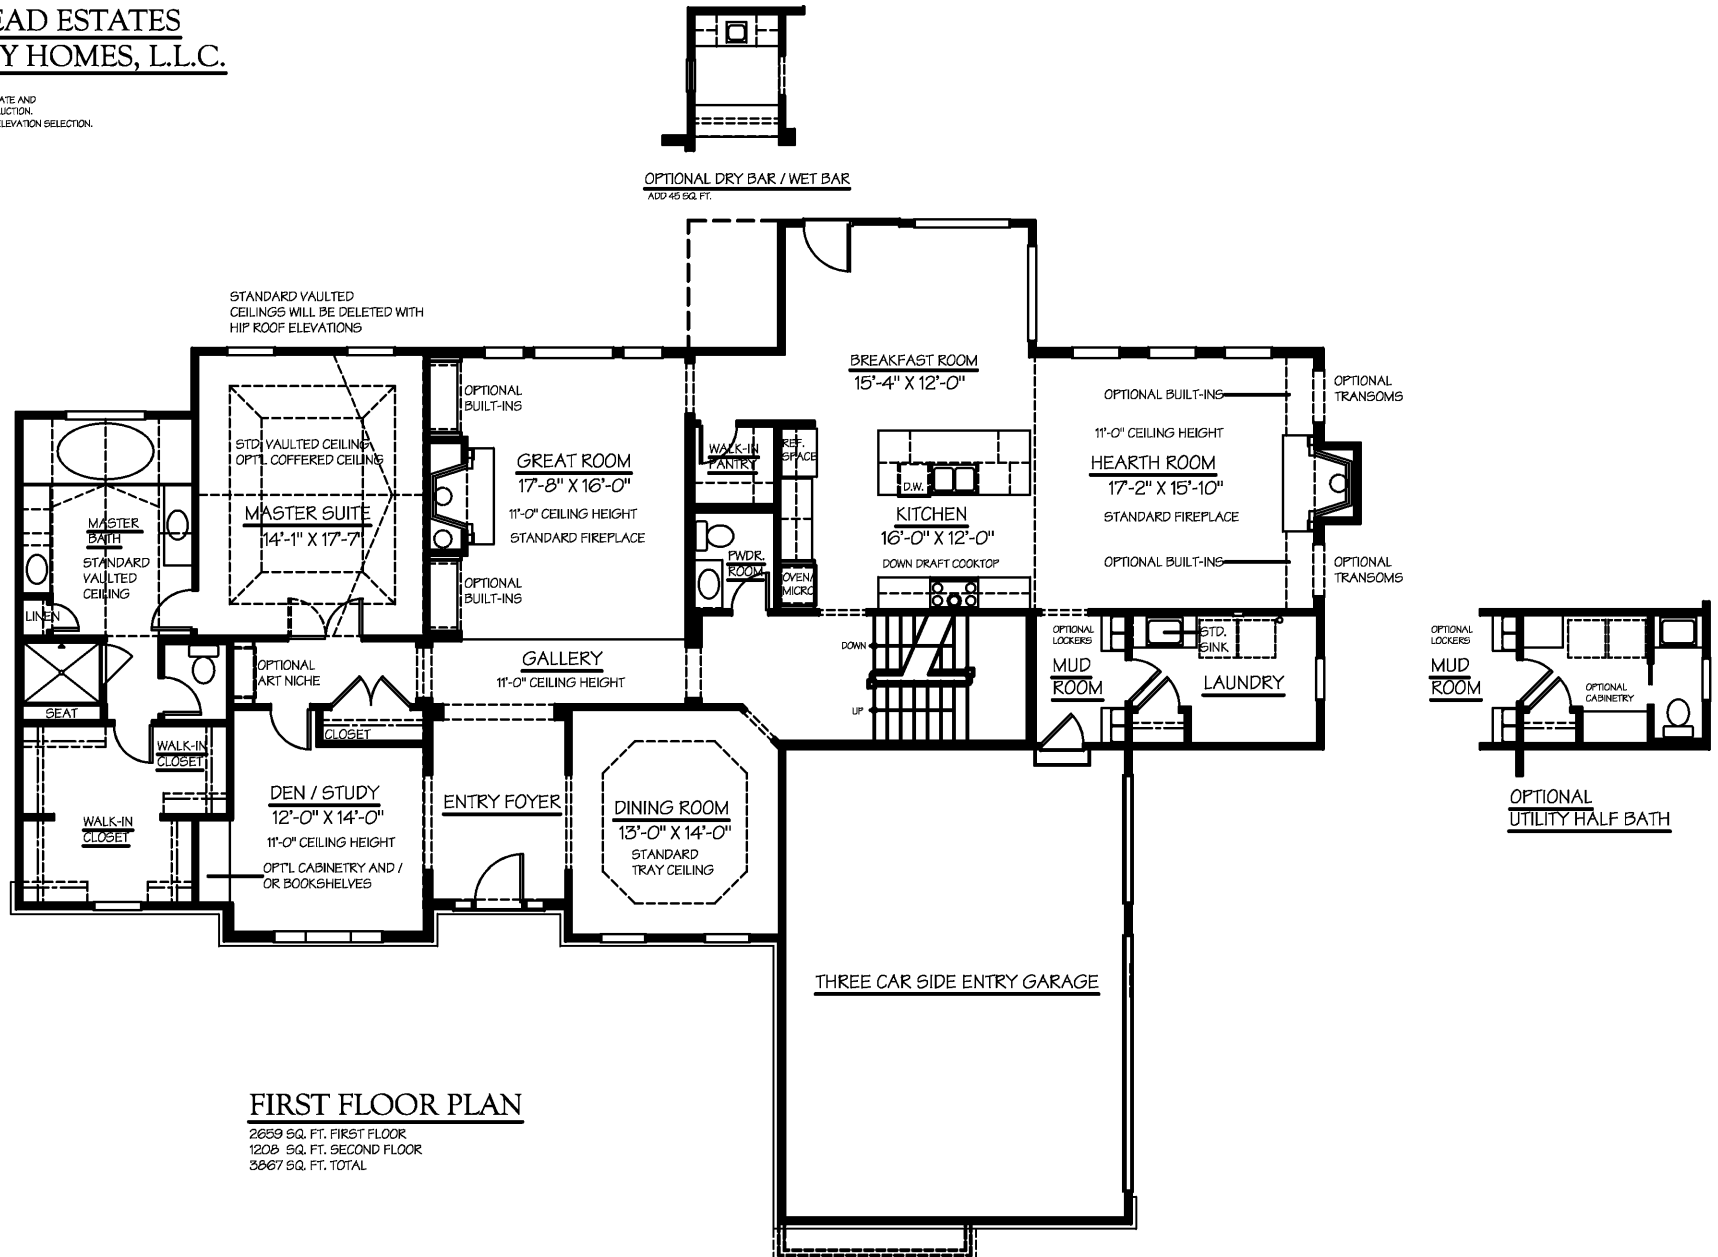 EAD ESTATES
Y HOMES, L.L.C.
ATE AND
UCTION.
ELEVATION SELECTION.
OPTIONAL DRY BAR / WET BAR
ADD 45 SQ. FT.
STANDARD VAULTED
CEILINGS WILL BE DELETED WITH
HIP ROOF ELEVATIONS
STD. VAULTED CEILING
OPT'L COFFERED CEILING
MASTER SUITE
14'-1" X 17'-7"
MASTER
BATH
STANDARD
VAULTED
CEILING
LINEN
SEAT
WALK-IN
CLOSET
WALK-IN
CLOSET
OPTIONAL
ART NICHE
CLOSET
DEN / STUDY
12'-0" X 14'-0"
11'-0" CEILING HEIGHT
OPT'L CABINETRY AND /
OR BOOKSHELVES
OPTIONAL
BUILT-INS
GREAT ROOM
17'-8" X 16'-0"
11'-0" CEILING HEIGHT
STANDARD FIREPLACE
OPTIONAL
BUILT-INS
GALLERY
11'-0" CEILING HEIGHT
ENTRY FOYER
DINING ROOM
13'-0" X 14'-0"
STANDARD
TRAY CEILING
BREAKFAST ROOM
15'-4" X 12'-0"
WALK-IN
PANTRY
REF.
SPACE
D.W.
KITCHEN
16'-0" X 12'-0"
DOWN DRAFT COOKTOP
PWDR.
ROOM
OVEN/
MICRO
DOWN
UP
OPTIONAL BUILT-INS
OPTIONAL
TRANSOMS
11'-0" CEILING HEIGHT
HEARTH ROOM
17'-2" X 15'-10"
STANDARD FIREPLACE
OPTIONAL BUILT-INS
OPTIONAL
TRANSOMS
OPTIONAL
LOCKERS
MUD
ROOM
STD.
SINK
LAUNDRY
OPTIONAL
LOCKERS
MUD
ROOM
OPTIONAL
CABINETRY
OPTIONAL
UTILITY HALF BATH
THREE CAR SIDE ENTRY GARAGE
FIRST FLOOR PLAN
2659 SQ. FT. FIRST FLOOR
1208 SQ. FT. SECOND FLOOR
3867 SQ. FT. TOTAL